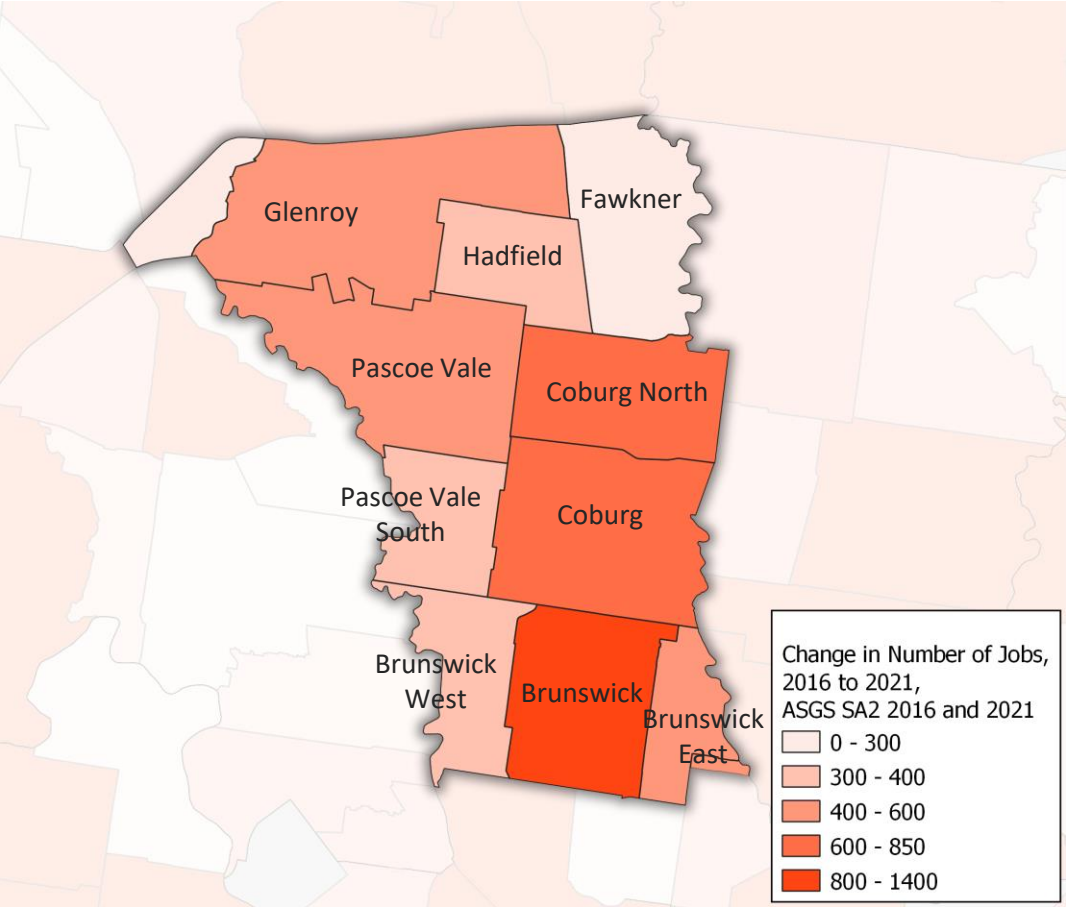 Glenroy
Fawkner
Hadfield
Pascoe Vale
Coburg North
Pascoe Vale
South
Coburg
Brunswick
West
Brunswick
Brunswick
East
Change in Number of Jobs,
2016 to 2021,
ASGS SA2 2016 and 2021
0 - 300
300 - 400
400 - 600
600 - 850
800 - 1400